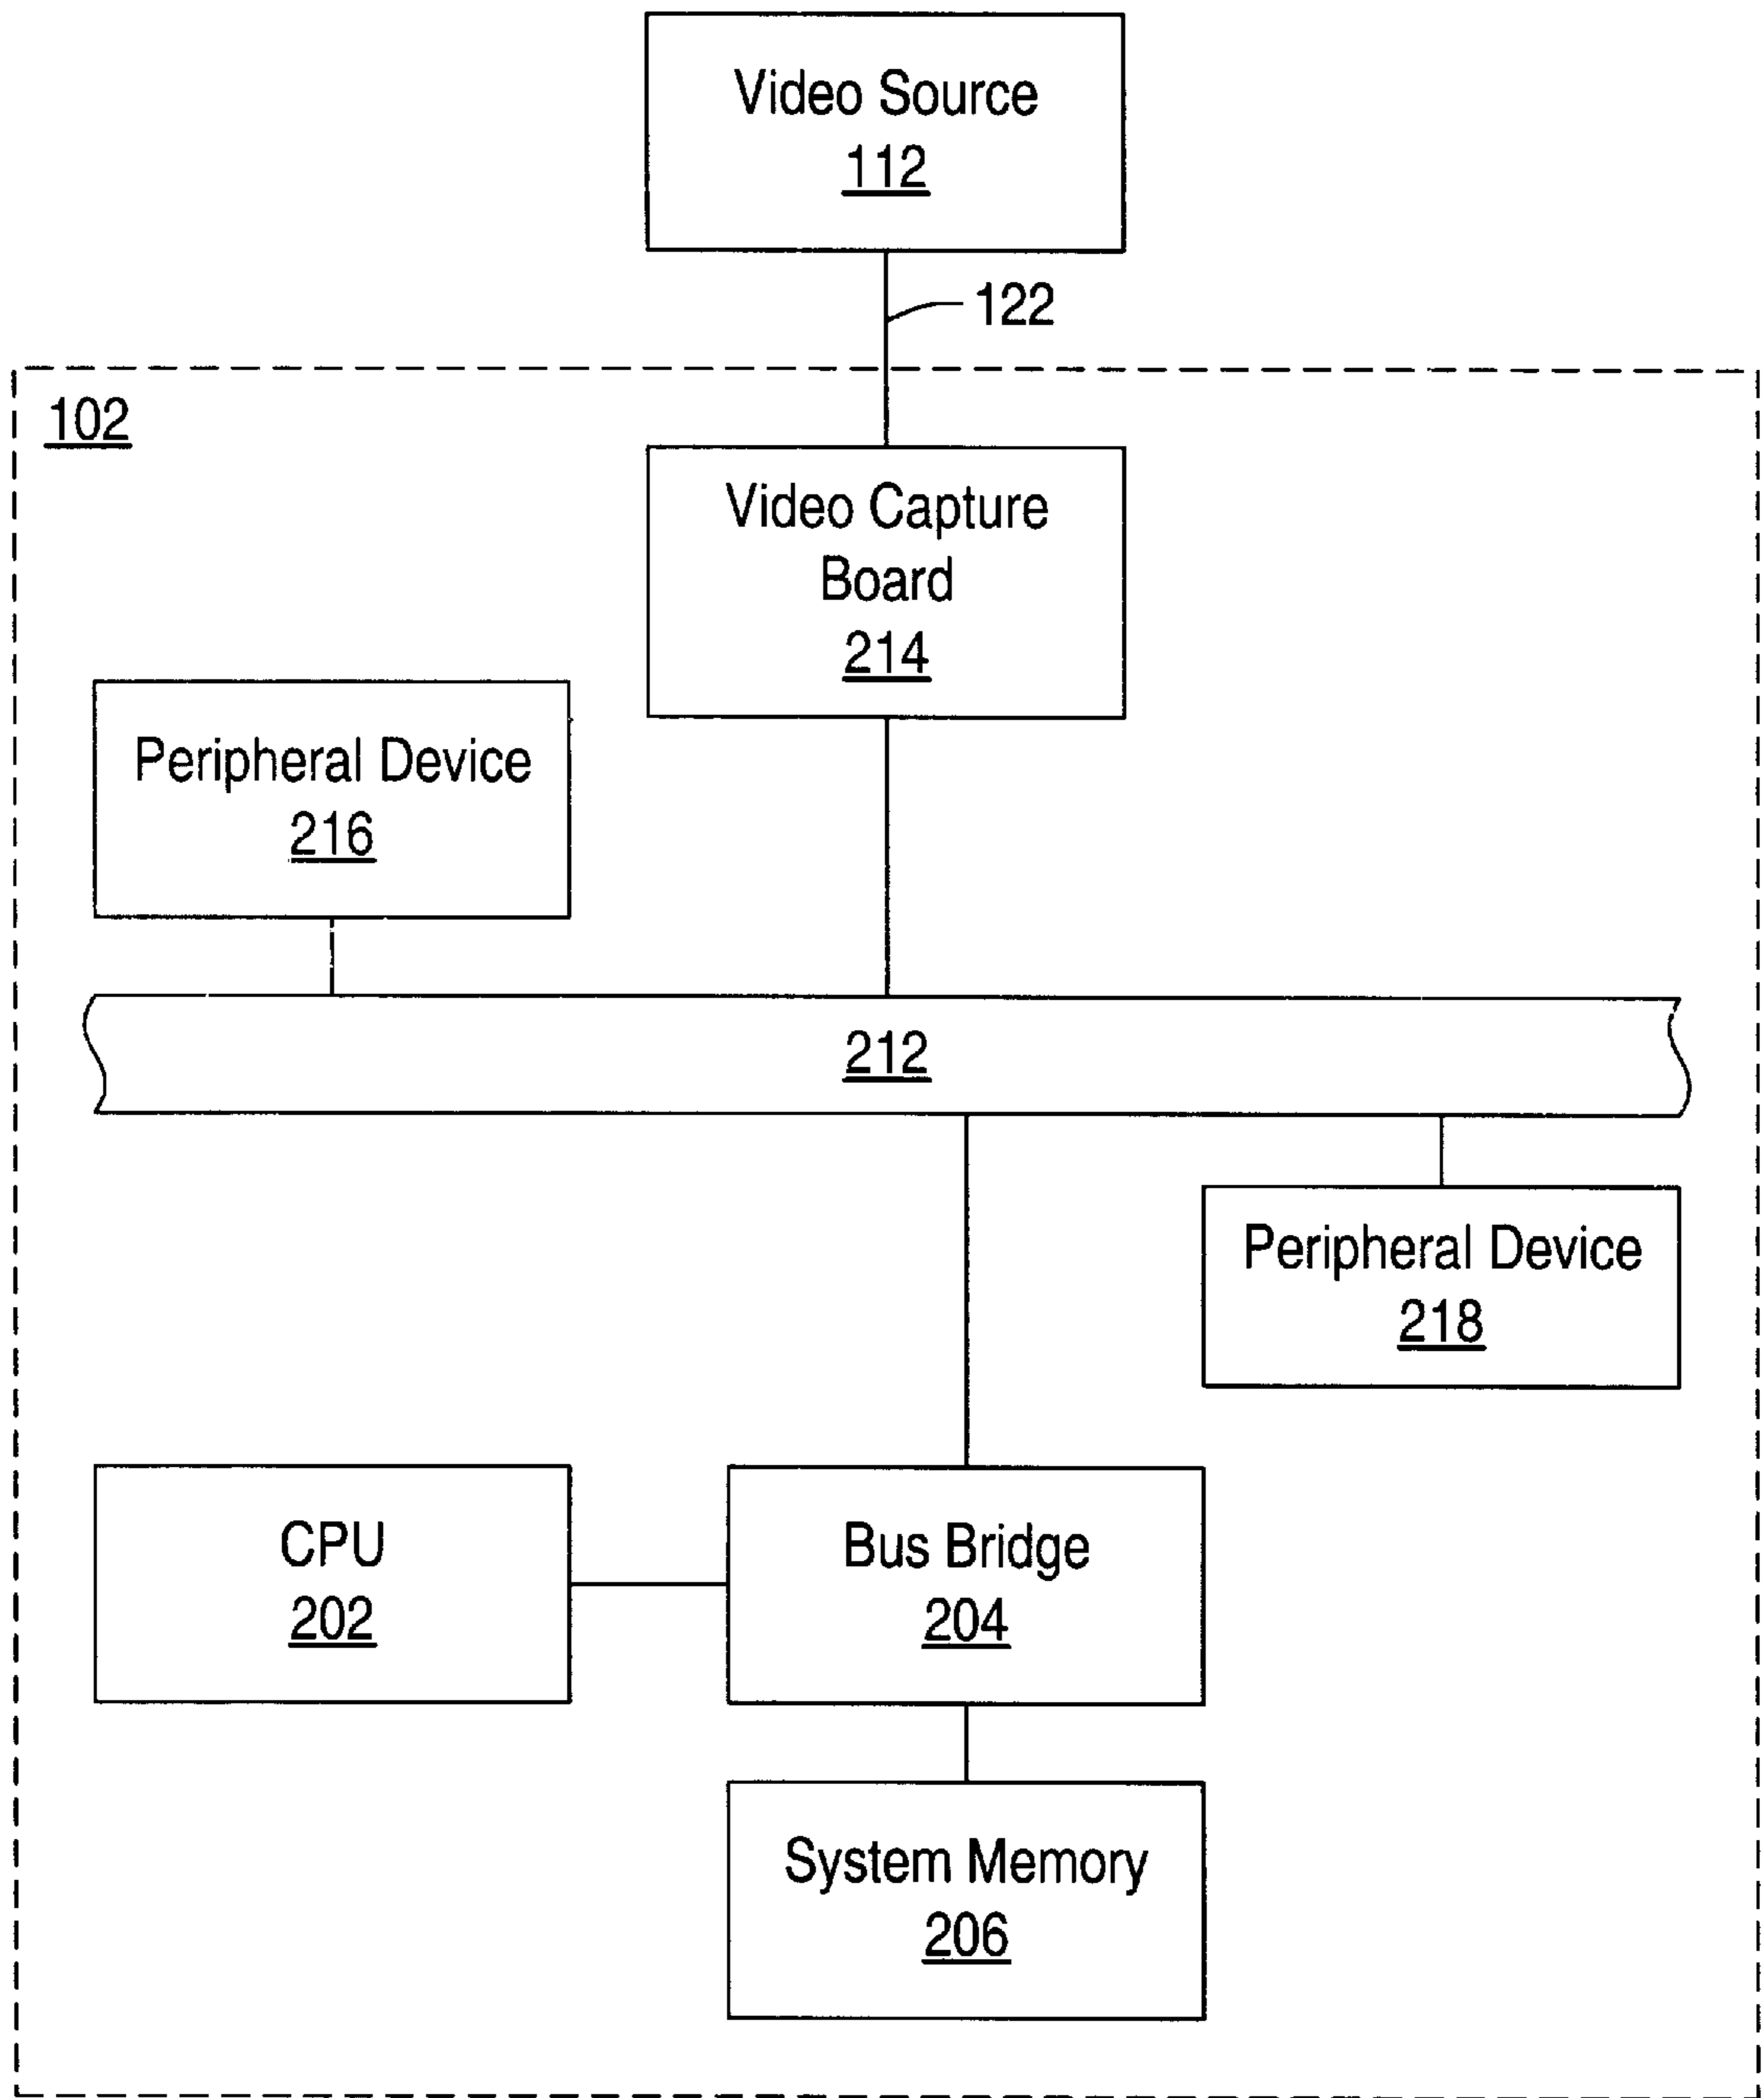 Video Source
112
122
102
Video Capture
Board
214
Peripheral Device
216
212
Peripheral Device
218
CPU
202
Bus Bridge
204
System Memory
206